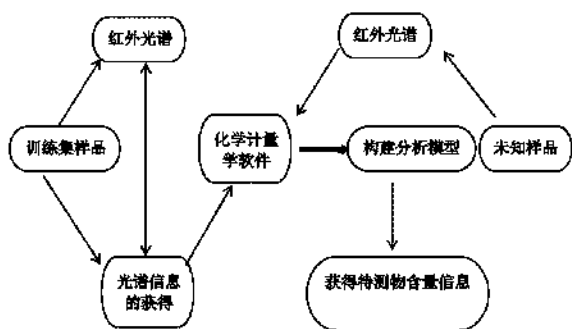 红外光谱
红外光谱
训练集样品
化学计量
学软件
构建分析模型
未知样品
光谱信息
的获得
获得待测物含量信息